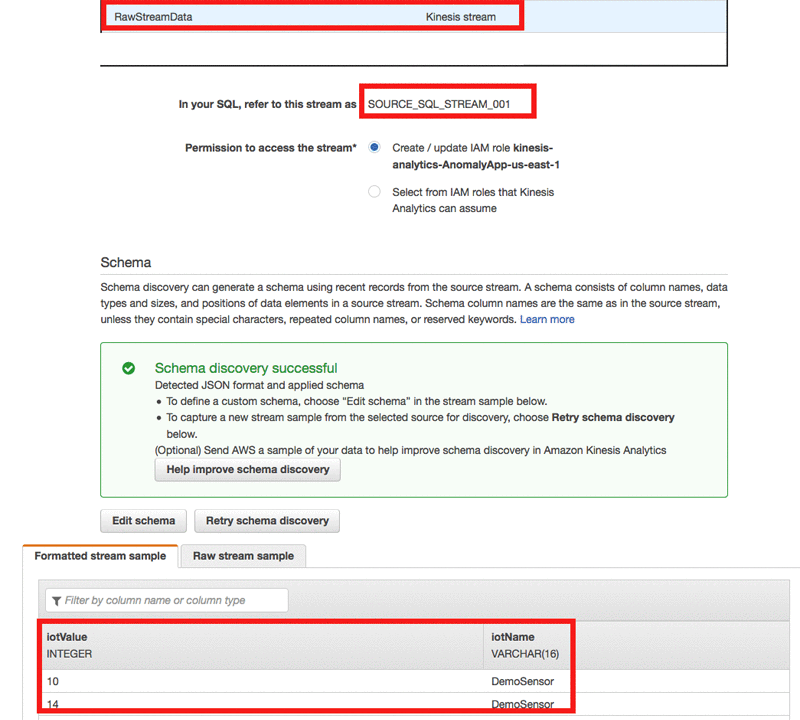 RawStreamData Kinesis stream
In your SQL, refer to this stream as SOURCE_SQL_STREAM_001
Permission to access the stream* Create / update IAM role kinesis-
analytics-AnomalyApp-us-east-1
Select from IAM roles that Kinesis
Analytics can assume
Schema
Schema discovery can generate a schema using recent records from the source stream. A schema consists of column names, data
types and sizes, and positions of data elements in a source stream. Schema column names are the same as in the source stream,
unless they contain special characters, repeated column names, or reserved keywords. Learn more
Schema discovery successful
Detected JSON format and applied schema
• To define a custom schema, choose “Edit schema” in the stream sample below.
• To capture a new stream sample from the selected source for discovery, choose Retry schema discovery
below.
(Optional) Send AWS a sample of your data to help improve schema discovery in Amazon Kinesis Analytics
Help improve schema discovery
Edit schema Retry schema discovery
Formatted stream sample Raw stream sample
Filter by column name or column type
iotValue iotName
INTEGER VARCHAR(16)
10 DemoSensor
14 DemoSensor